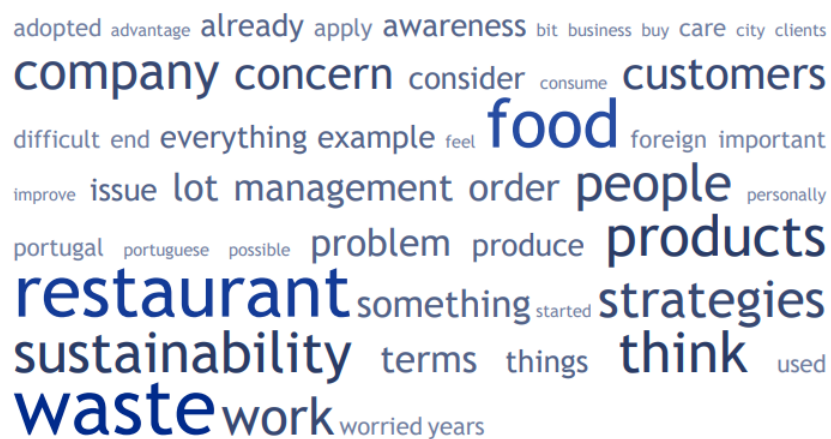 adopted advantage already apply awareness bit business buy care city clients
company concern consider consume customers
difficult end everything example feel food foreign important
improve issue lot management order people personally
portugal portuguese possible problem produce products
restaurant something started strategies
sustainability terms things think used
waste work worried years